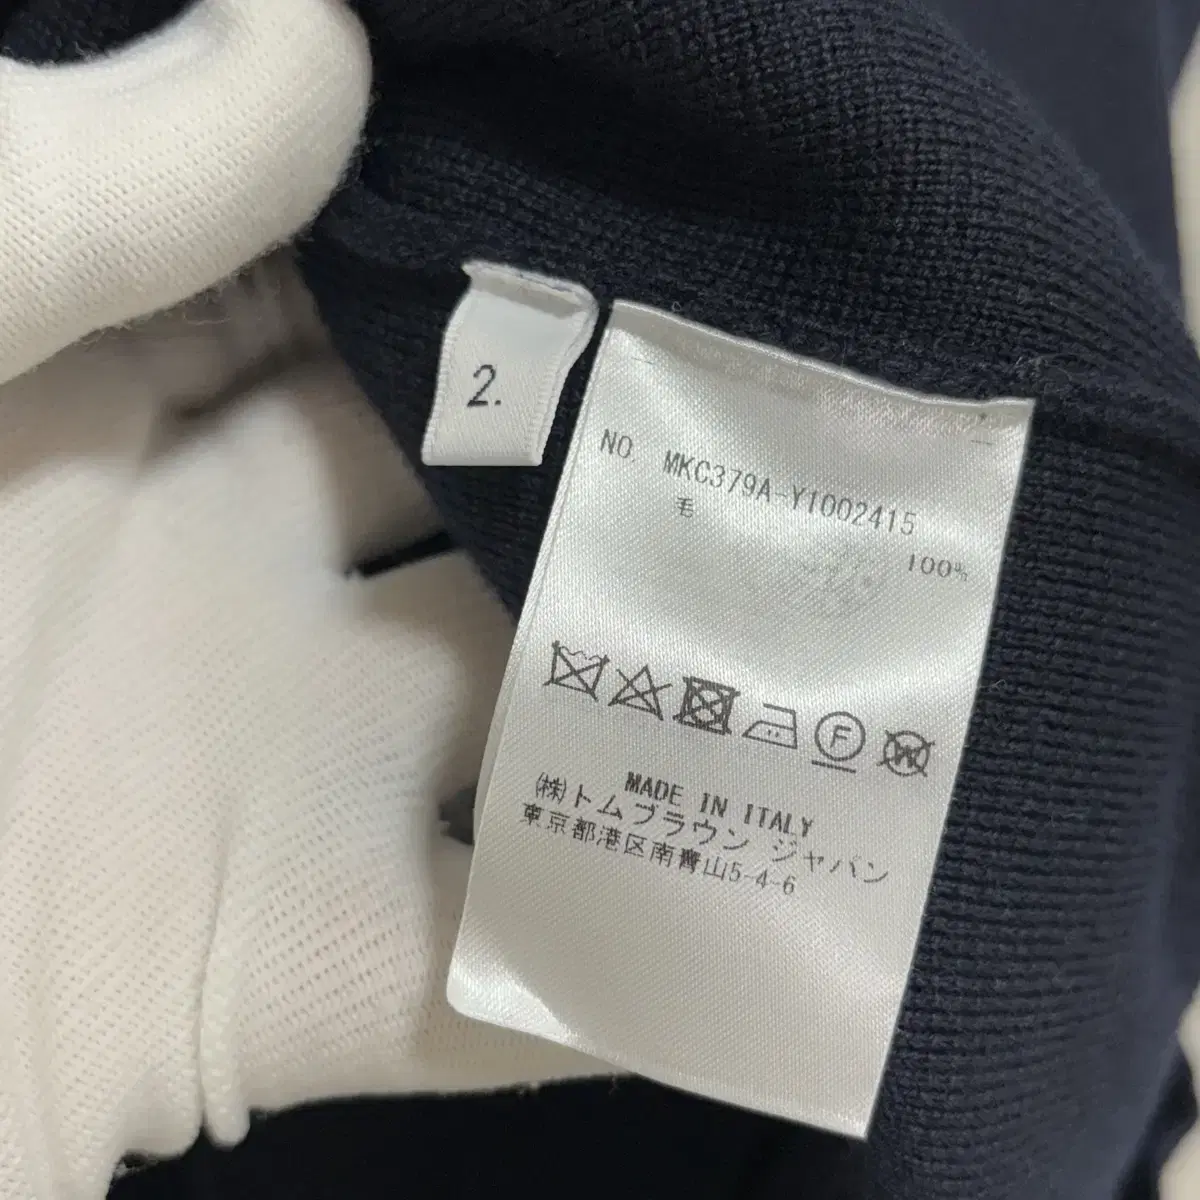 2.
NO. MKC379A-Y1002415
毛 100%
F
W
MADE IN ITALY
(株)トムブラウン ジャパン
東京都港区南青山5-4-6